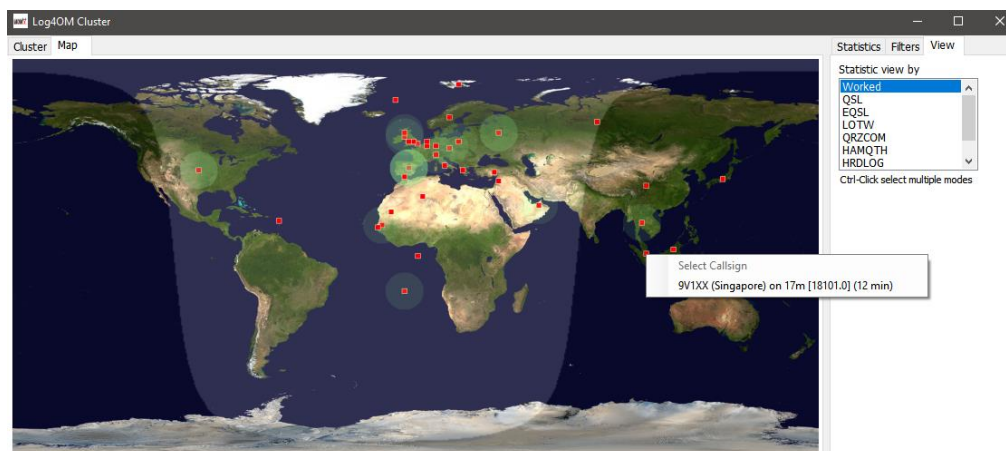 Log4OM Cluster
Cluster Map
Statistics Filters View
Statistic view by
Worked
QSL
EQSL
LOTW
QRZCOM
HAMQTH
HRDLOG
Ctrl-Click select multiple modes
Select Callsign
9V1XX (Singapore) on 17m [18101.0] (12 min)